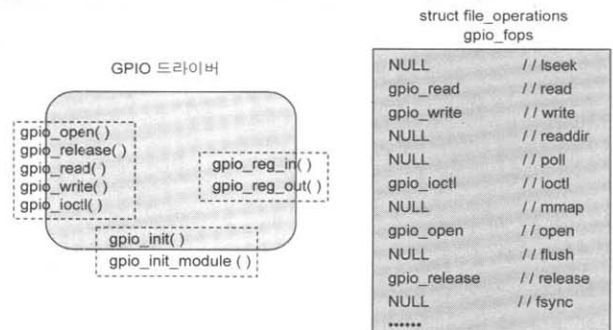 GPIO 드라이버
gpio_open( )
gpio_release( )
gpio_read( )
gpio_write( )
gpio_ioctl( )
gpio_reg_in( )
gpio_reg_out( )
gpio_init( )
gpio_init_module ( )
struct file_operations
gpio_fops
NULL // lseek
gpio_read // read
gpio_write // write
NULL // readdir
NULL // poll
gpio_ioctl // ioctl
NULL // mmap
gpio_open // open
NULL // flush
gpio_release // release
NULL // fsync
••••••